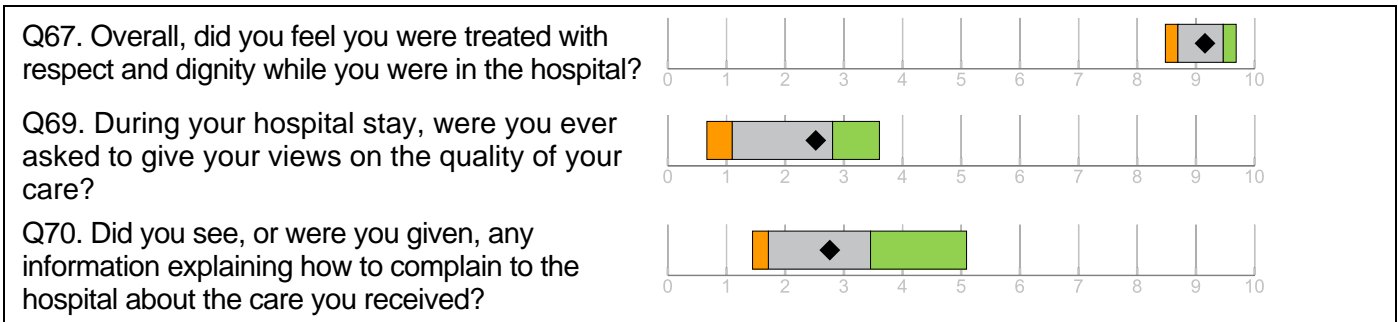 Q67. Overall, did you feel you were treated with
respect and dignity while you were in the hospital?
0 1 2 3 4 5 6 7 8 9 10
Q69. During your hospital stay, were you ever
asked to give your views on the quality of your
care?
0 1 2 3 4 5 6 7 8 9 10
Q70. Did you see, or were you given, any
information explaining how to complain to the
hospital about the care you received?
0 1 2 3 4 5 6 7 8 9 10